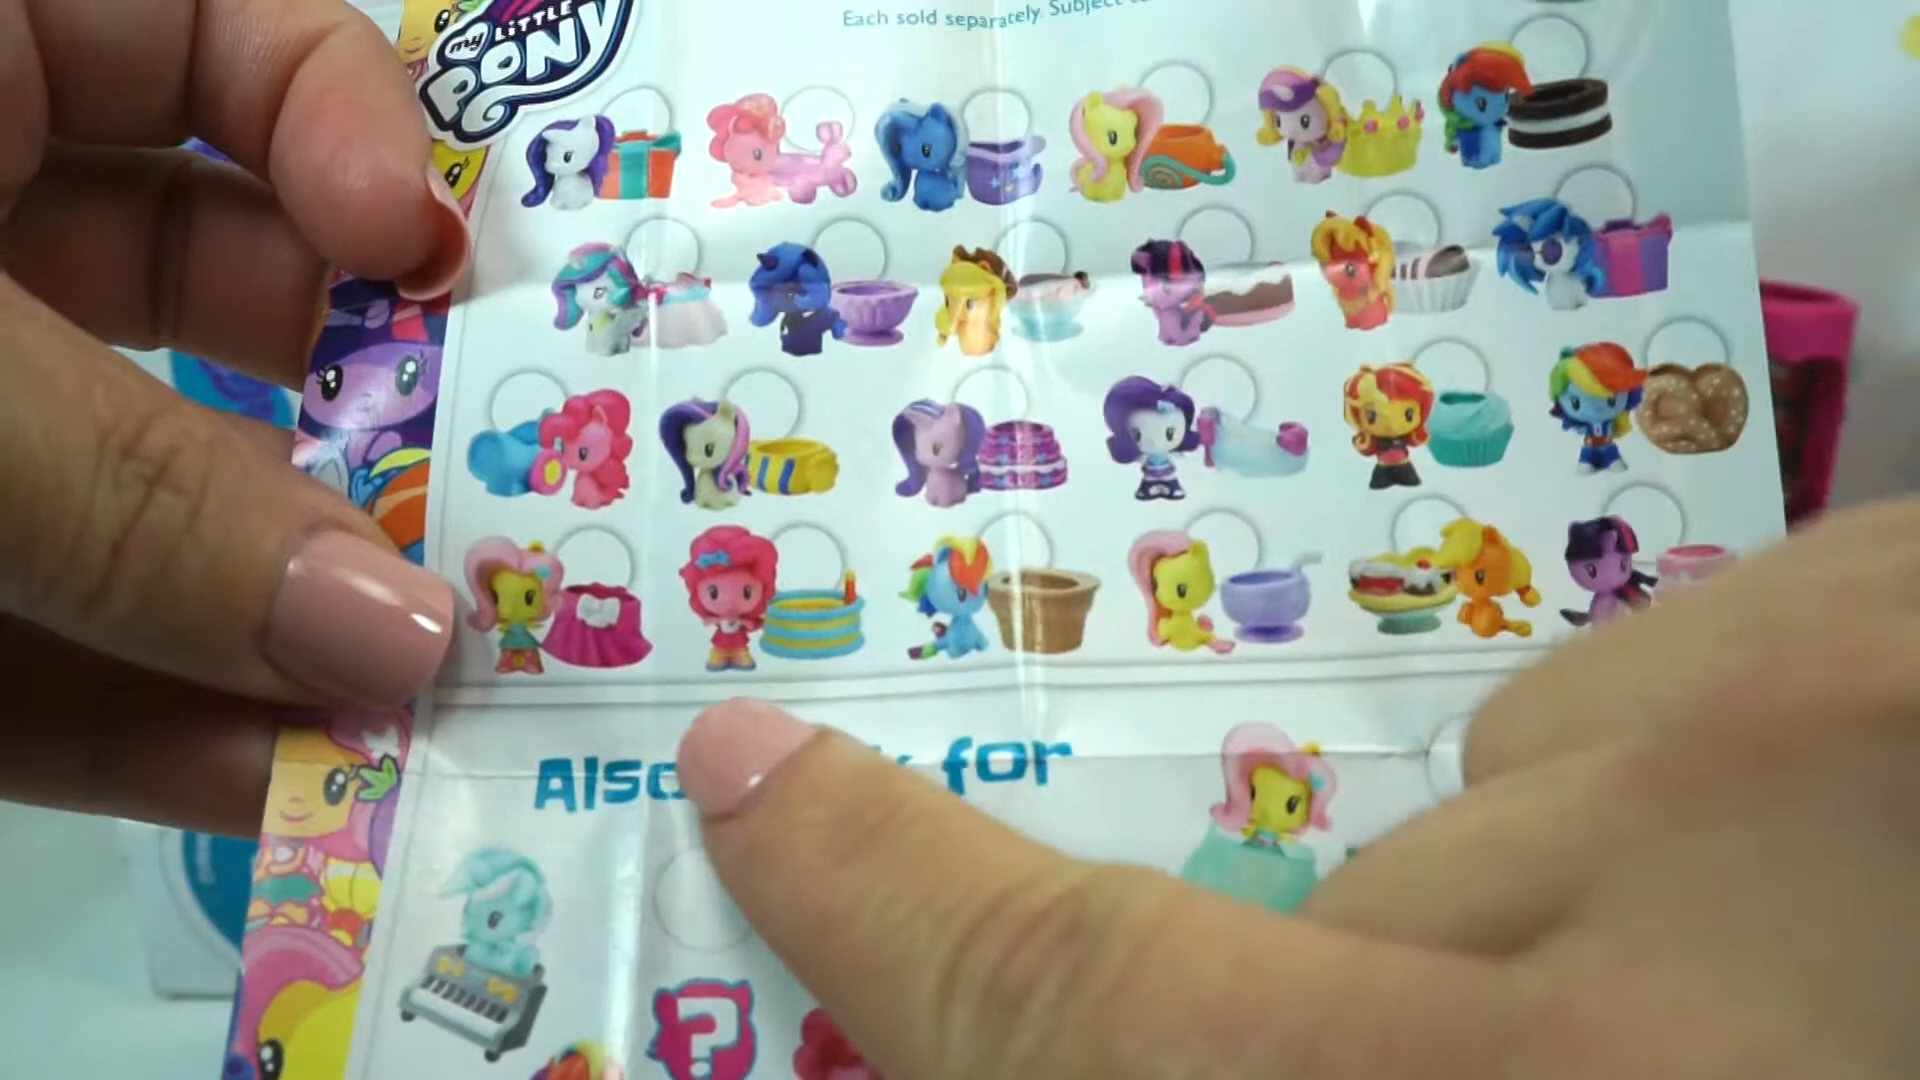 my LITTLE
PONY
Each sold separately. Subject
Also for
?